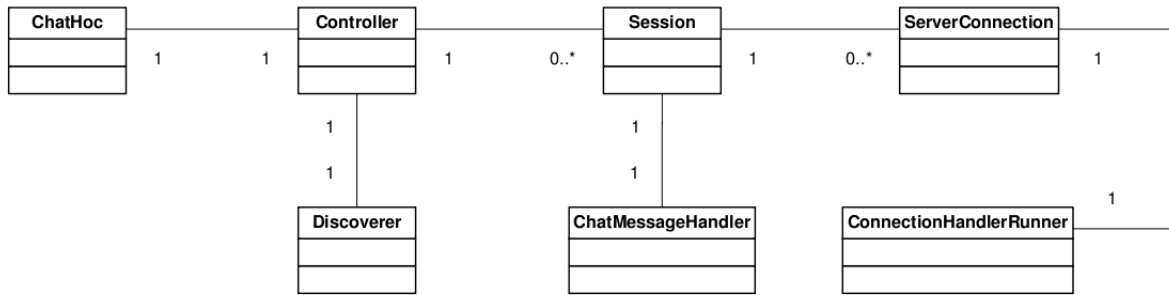 ChatHoc Controller Session ServerConnection
1 1 1 0..* 1 0..* 1
1 1
1 1 1
Discoverer ChatMessageHandler ConnectionHandlerRunner